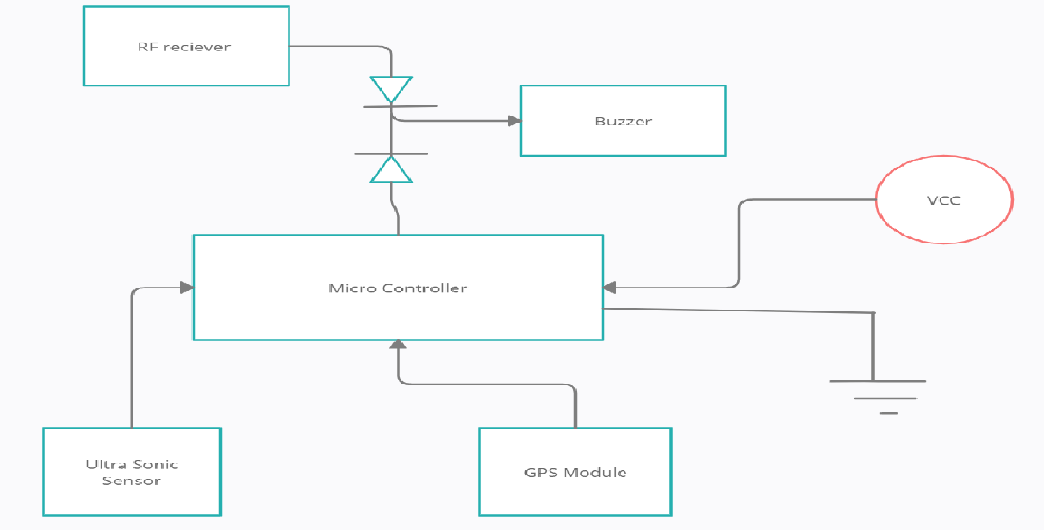 RF reciever
Buzzer
VCC
Micro Controller
Ultra Sonic
Sensor
GPS Module